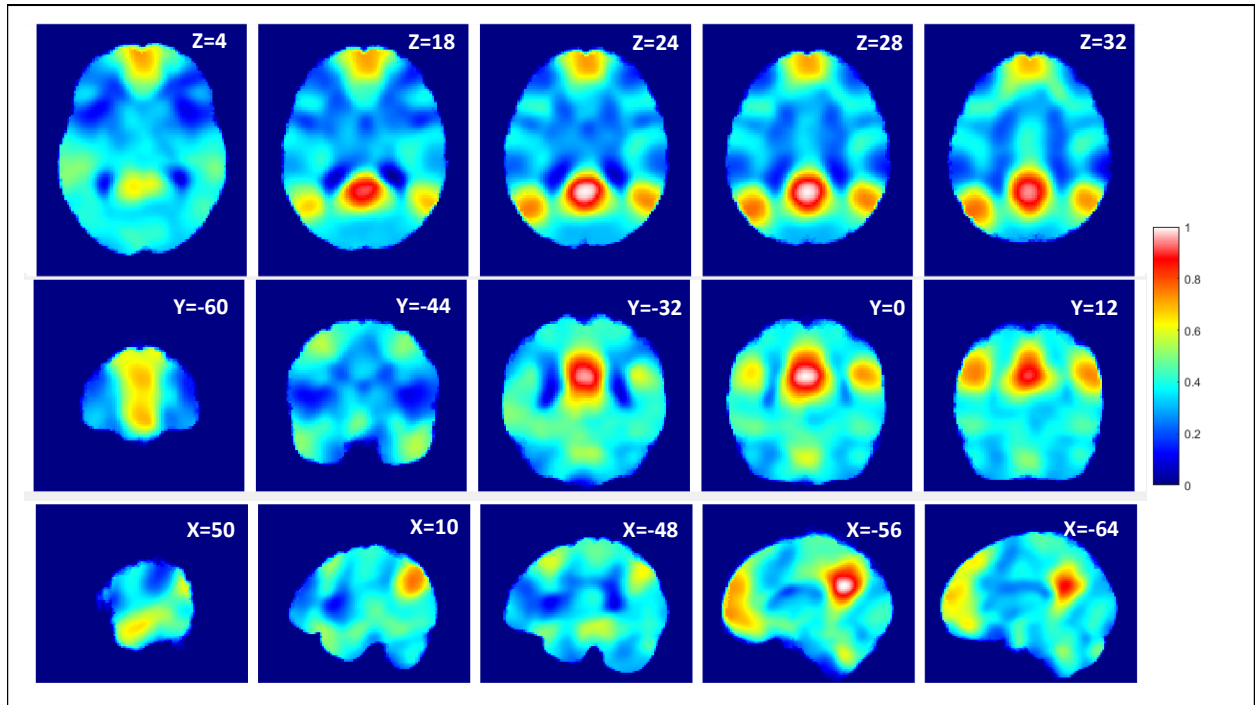 Z=4
Z=18
Z=24
Z=28
Z=32
Y=-60
Y=-44
Y=-32
Y=0
Y=12
1
0.8
0.6
0.4
0.2
0
X=50
X=10
X=-48
X=-56
X=-64